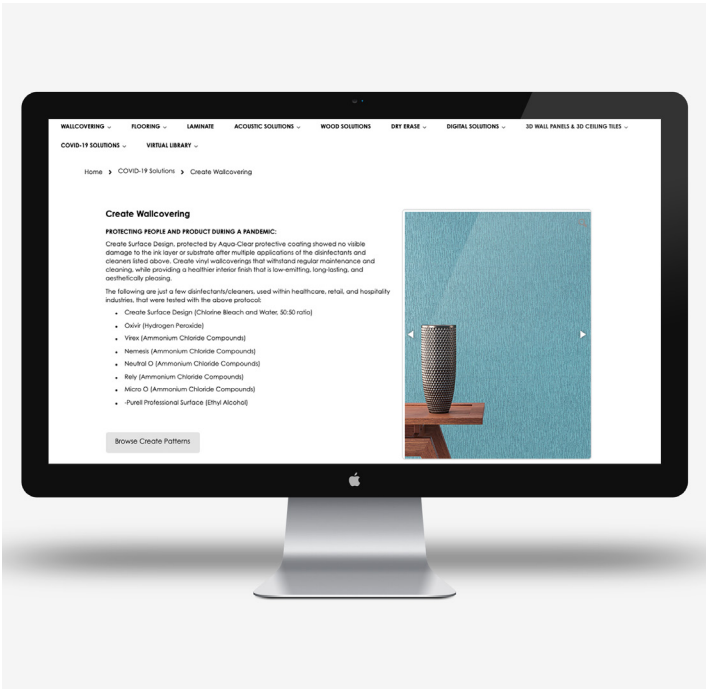 WALLCOVERING FLOORING LAMINATE ACOUSTIC SOLUTIONS WOOD SOLUTIONS DRY ERASE DIGITAL SOLUTIONS 3D WALL PANELS & 3D CEILING TILES
COVID-19 SOLUTIONS VIRTUAL LIBRARY
Home > COVID-19 Solutions > Create Wallcovering
Create Wallcovering
PROTECTING PEOPLE AND PRODUCT DURING A PANDEMIC:
Create Surface Design, protected by Aqua-Clear protective coating showed no visible
damage to the ink layer or substrate after multiple applications of the disinfectants and
cleaners listed above. Create vinyl wallcoverings that withstand regular maintenance and
cleaning, while providing a healthier interior finish that is low-emitting, long-lasting, and
aesthetically pleasing.
The following are just a few disinfectants/cleaners, used within healthcare, retail, and hospitality
industries, that were tested with the above protocol:
• Create Surface Design (Chlorine Bleach and Water, 50:50 ratio)
• Oxivir (Hydrogen Peroxide)
• Virex (Ammonium Chloride Compounds)
• Nemesis (Ammonium Chloride Compounds)
• Neutral O (Ammonium Chloride Compounds)
• Rely (Ammonium Chloride Compounds)
• Micro O (Ammonium Chloride Compounds)
• -Purell Professional Surface (Ethyl Alcohol)
Browse Create Patterns